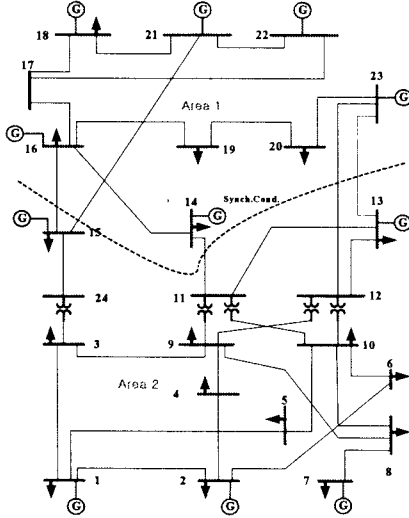 G G G
18 21 22
17
23
G
Area 1
G
16 19 20
14 Synch.Cond.
G
13
G
G
15
24 11 12
3 9 10
Area 2
4
6
5
1 2 7 8
G G G